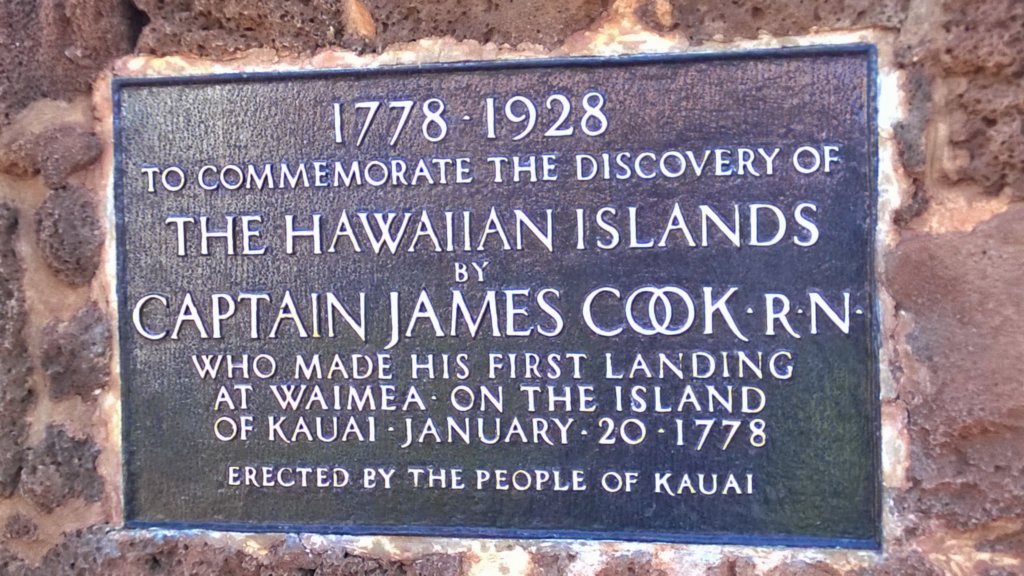 1778 · 1928
TO COMMEMORATE THE DISCOVERY OF
THE HAWAIIAN ISLANDS
BY
CAPTAIN JAMES COOK · R · N ·
WHO MADE HIS FIRST LANDING
AT WAIMEA · ON THE ISLAND
OF KAUAI · JANUARY · 20 · 1778
ERECTED BY THE PEOPLE OF KAUAI